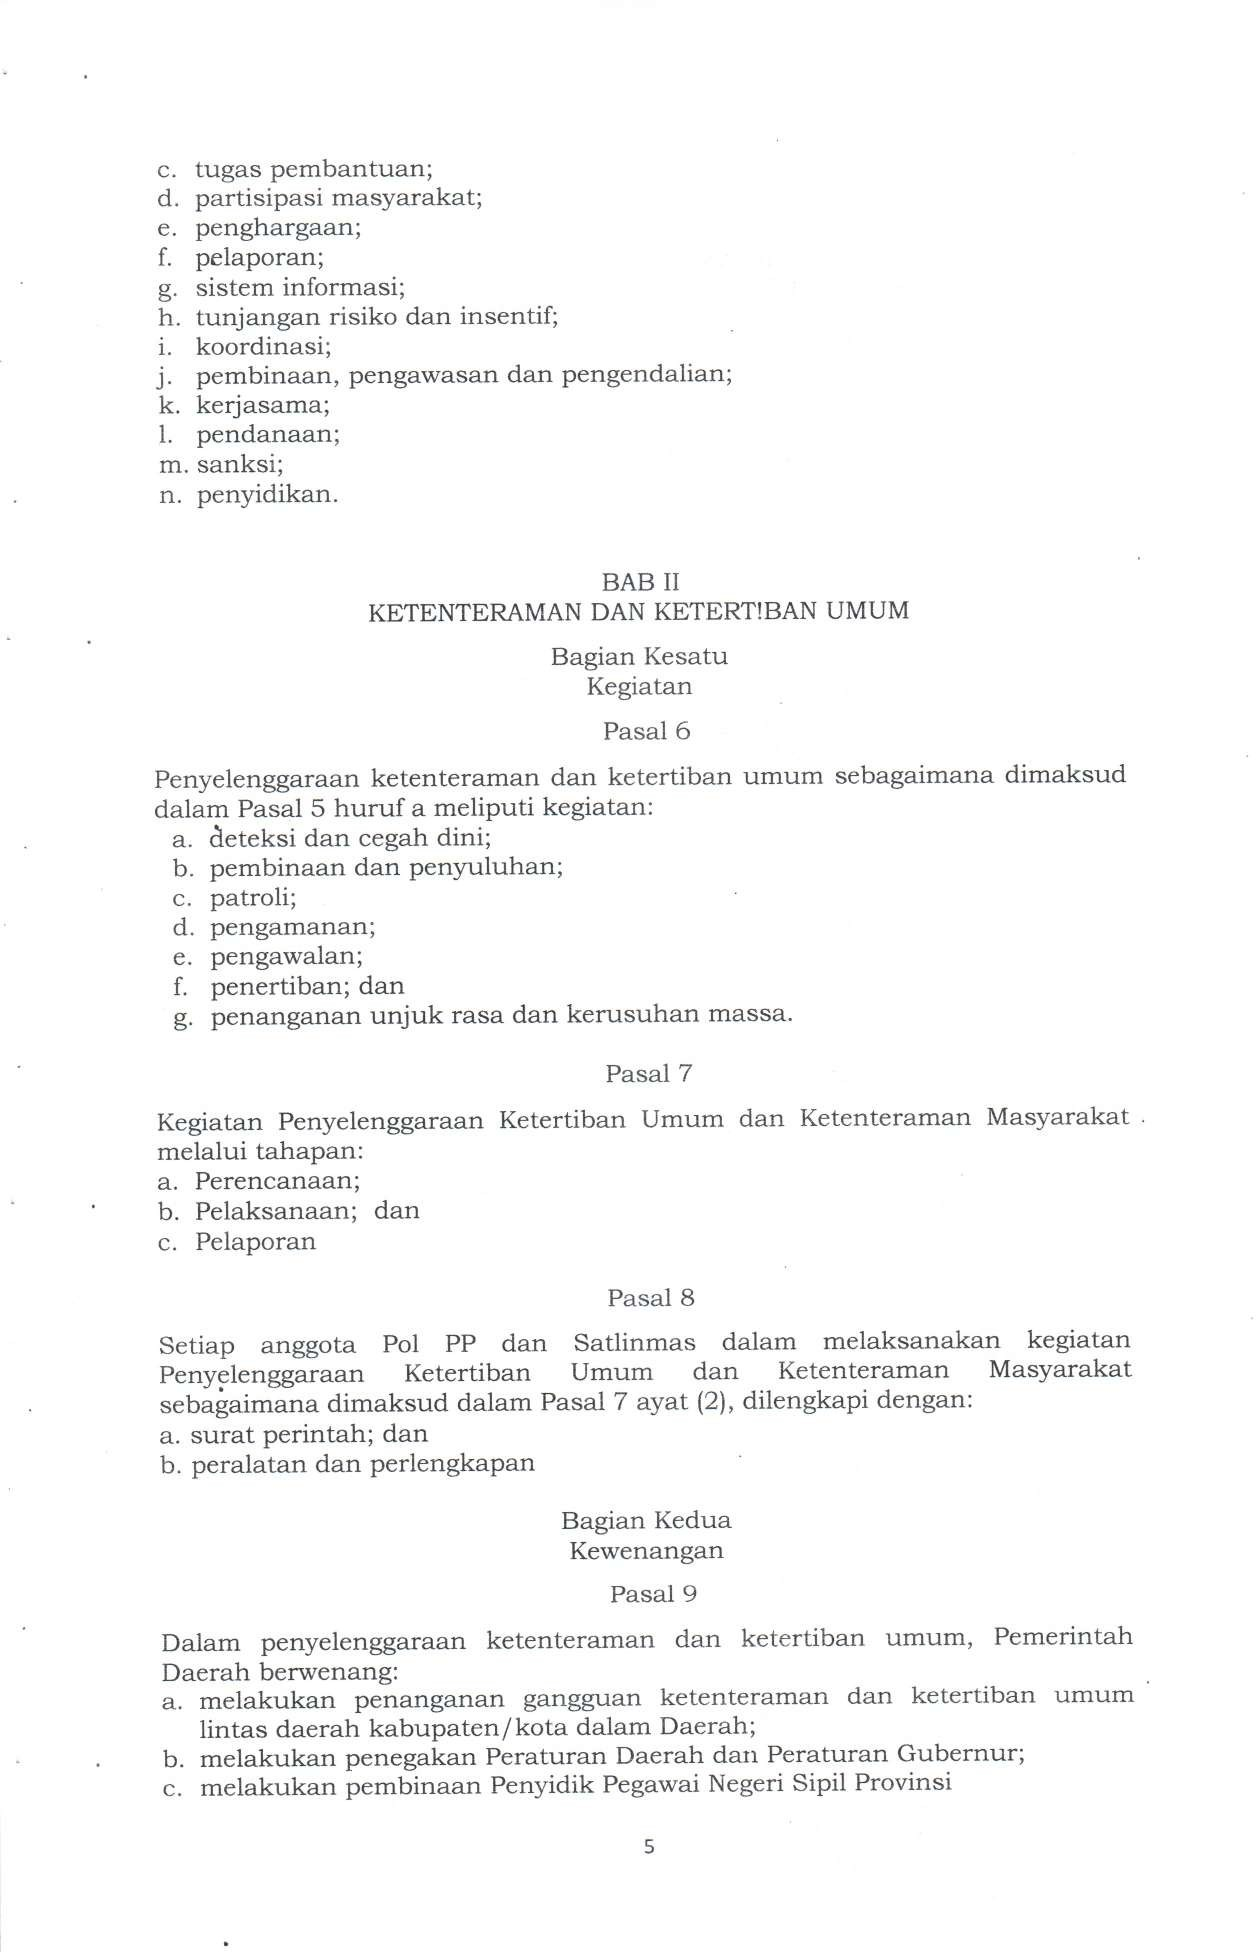 c. tugas pembantuan;
d. partisipasi masyarakat;
e. penghargaan;
f. pelaporan;
g. sistem informasi;
h. tunjangan risiko dan insentif;
i. koordinasi;
j. pembinaan, pengawasan dan pengendalian;
k. kerjasama;
l. pendanaan;
m. sanksi;
n. penyidikan.
BAB II
KETENTERAMAN DAN KETERTIBAN UMUM
Bagian Kesatu
Kegiatan
Pasal 6
Penyelenggaraan ketenteraman dan ketertiban umum sebagaimana dimaksud
dalam Pasal 5 huruf a meliputi kegiatan:
a. deteksi dan cegah dini;
b. pembinaan dan penyuluhan;
c. patroli;
d. pengamanan;
e. pengawalan;
f. penertiban; dan
g. penanganan unjuk rasa dan kerusuhan massa.
Pasal 7
Kegiatan Penyelenggaraan Ketertiban Umum dan Ketenteraman Masyarakat
melalui tahapan:
a. Perencanaan;
b. Pelaksanaan; dan
c. Pelaporan
Pasal 8
Setiap anggota Pol PP dan Satlinmas dalam melaksanakan kegiatan
Penyelenggaraan Ketertiban Umum dan Ketenteraman Masyarakat
sebagaimana dimaksud dalam Pasal 7 ayat (2), dilengkapi dengan:
a. surat perintah; dan
b. peralatan dan perlengkapan
Bagian Kedua
Kewenangan
Pasal 9
Dalam penyelenggaraan ketenteraman dan ketertiban umum, Pemerintah
Daerah berwenang:
a. melakukan penanganan gangguan ketenteraman dan ketertiban umum
lintas daerah kabupaten/kota dalam Daerah;
b. melakukan penegakan Peraturan Daerah dan Peraturan Gubernur;
c. melakukan pembinaan Penyidik Pegawai Negeri Sipil Provinsi
5